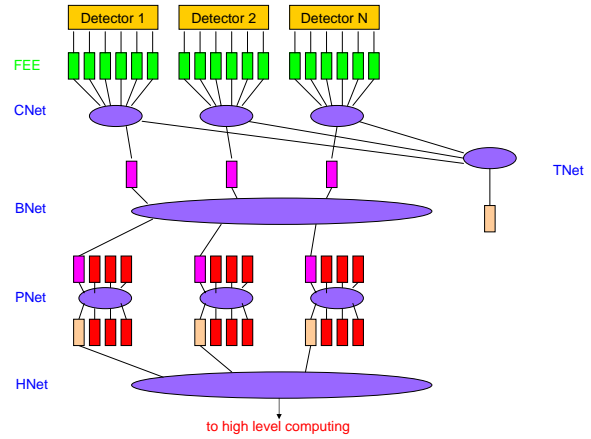 Detector 1
Detector 2
Detector N
FEE
CNet
TNet
BNet
PNet
HNet
to high level computing